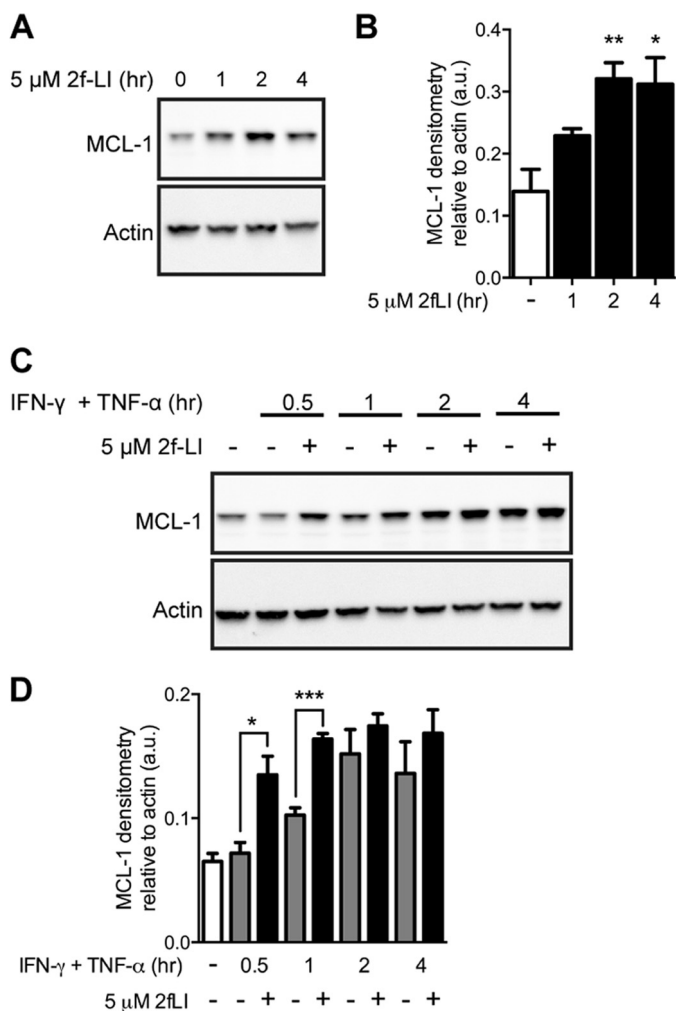 A
5 µM 2f-LI (hr) 0 1 2 4
MCL-1
Actin
B
MCL-1 densitometry
relative to actin (a.u.)
0.4
0.3
0.2
0.1
0.0
** *
- 1 2 4
5 µM 2fLI (hr)
C
IFN-γ + TNF-α (hr) 0.5 1 2 4
5 µM 2f-LI - - + - + - + - +
MCL-1
Actin
D
MCL-1 densitometry
relative to actin (a.u.)
0.2
0.1
0.0
* ***
IFN-γ + TNF-α (hr) - 0.5 1 2 4
5 µM 2fLI - - + - + - + - +